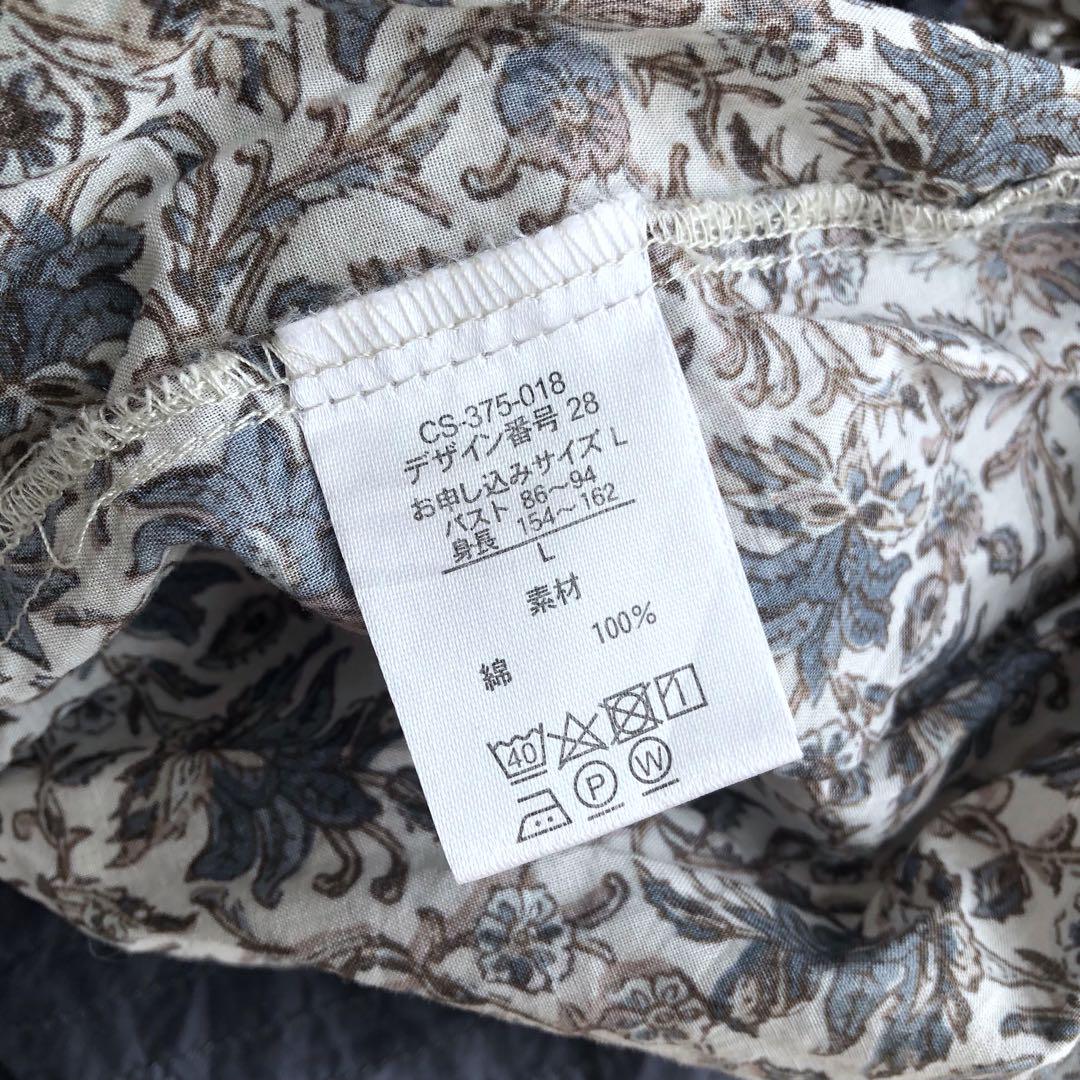 CS-375-018
デザイン番号 28
お申し込みサイズ L
バスト 86～94
身長 154～162
L
素材
綿 100%
40
P W